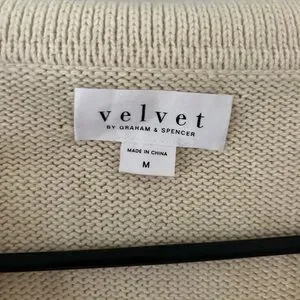 velvet
BY GRAHAM & SPENCER
MADE IN CHINA
M